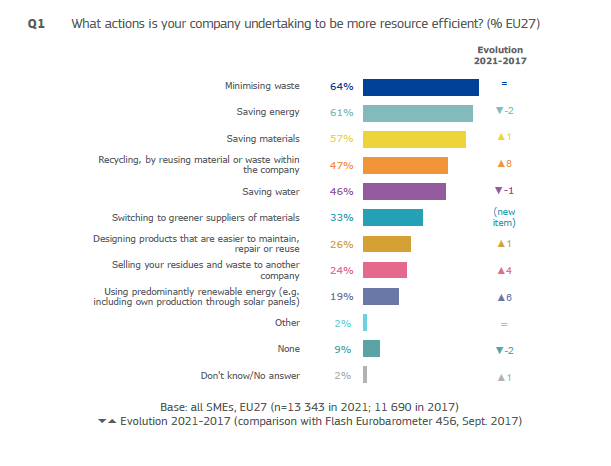 Q1 What actions is your company undertaking to be more resource efficient? (% EU27)
Evolution
2021-2017
Minimising waste 64% =
Saving energy 61% ▼-2
Saving materials 57% ▲1
Recycling, by reusing material or waste within
the company 47% ▲8
Saving water 46% ▼-1
Switching to greener suppliers of materials 33% (new
item)
Designing products that are easier to maintain,
repair or reuse 26% ▲1
Selling your residues and waste to another
company 24% ▲4
Using predominantly renewable energy (e.g.
including own production through solar panels) 19% ▲6
Other 2% =
None 9% ▼-2
Don't know/No answer 2% ▲1
Base: all SMEs, EU27 (n=13 343 in 2021; 11 690 in 2017)
▼▲ Evolution 2021-2017 (comparison with Flash Eurobarometer 456, Sept. 2017)